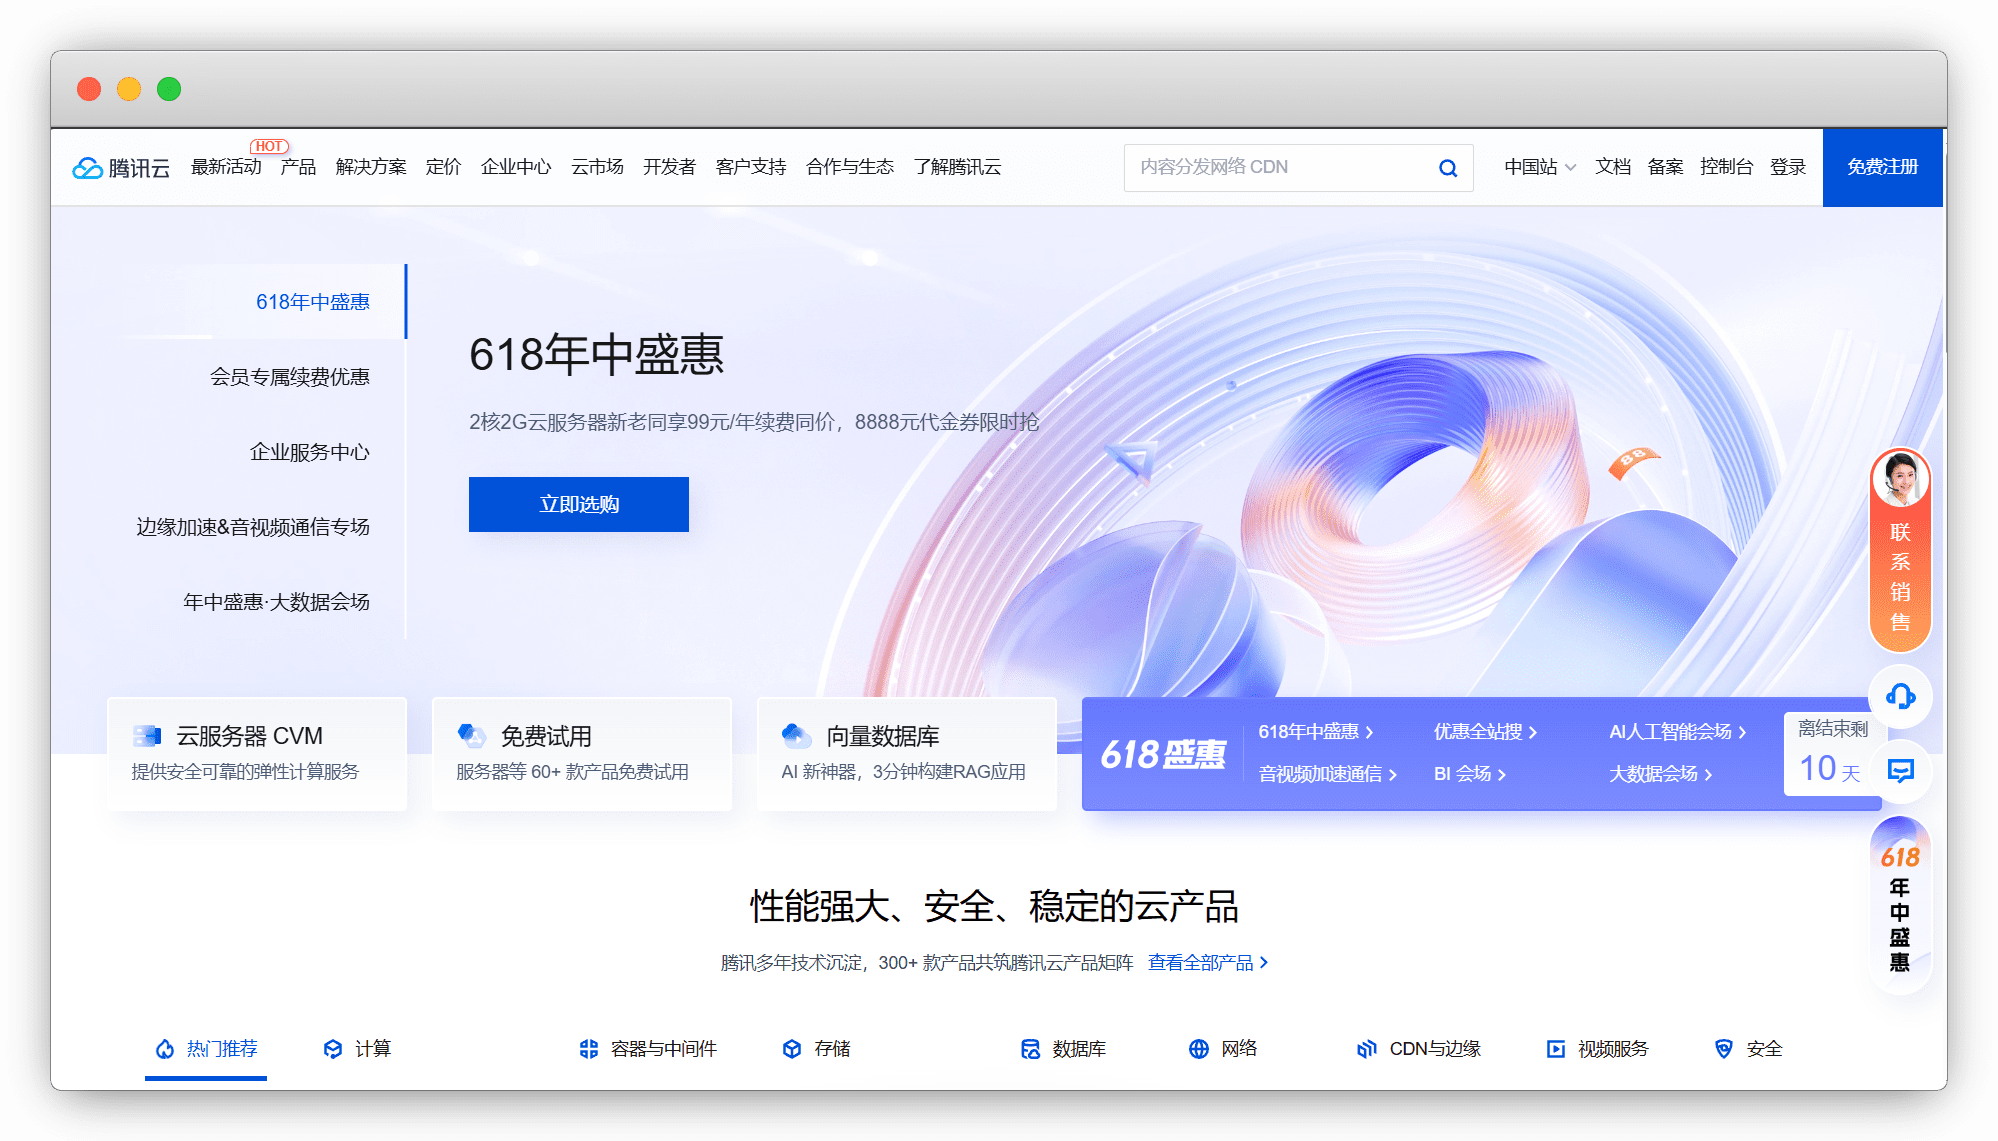 腾讯云 最新活动 HOT 产品 解决方案 定价 企业中心 云市场 开发者 客户支持 合作与生态 了解腾讯云 内容分发网络 CDN 中国站 文档 备案 控制台 登录 免费注册
618年中盛惠
会员专属续费优惠
企业服务中心
边缘加速&音视频通信专场
年中盛惠·大数据会场
618年中盛惠
2核2G云服务器新老同享99元/年续费同价，8888元代金券限时抢
立即选购
88
联系销售
云服务器 CVM
提供安全可靠的弹性计算服务
免费试用
服务器等 60+ 款产品免费试用
向量数据库
AI 新神器，3分钟构建RAG应用
618盛惠
618年中盛惠 优惠全站搜 AI人工智能会场
音视频加速通信 BI 会场 大数据会场
离结束剩
10 天
618年中盛惠
性能强大、安全、稳定的云产品
腾讯多年技术沉淀，300+ 款产品共筑腾讯云产品矩阵 查看全部产品
热门推荐 计算 容器与中间件 存储 数据库 网络 CDN与边缘 视频服务 安全